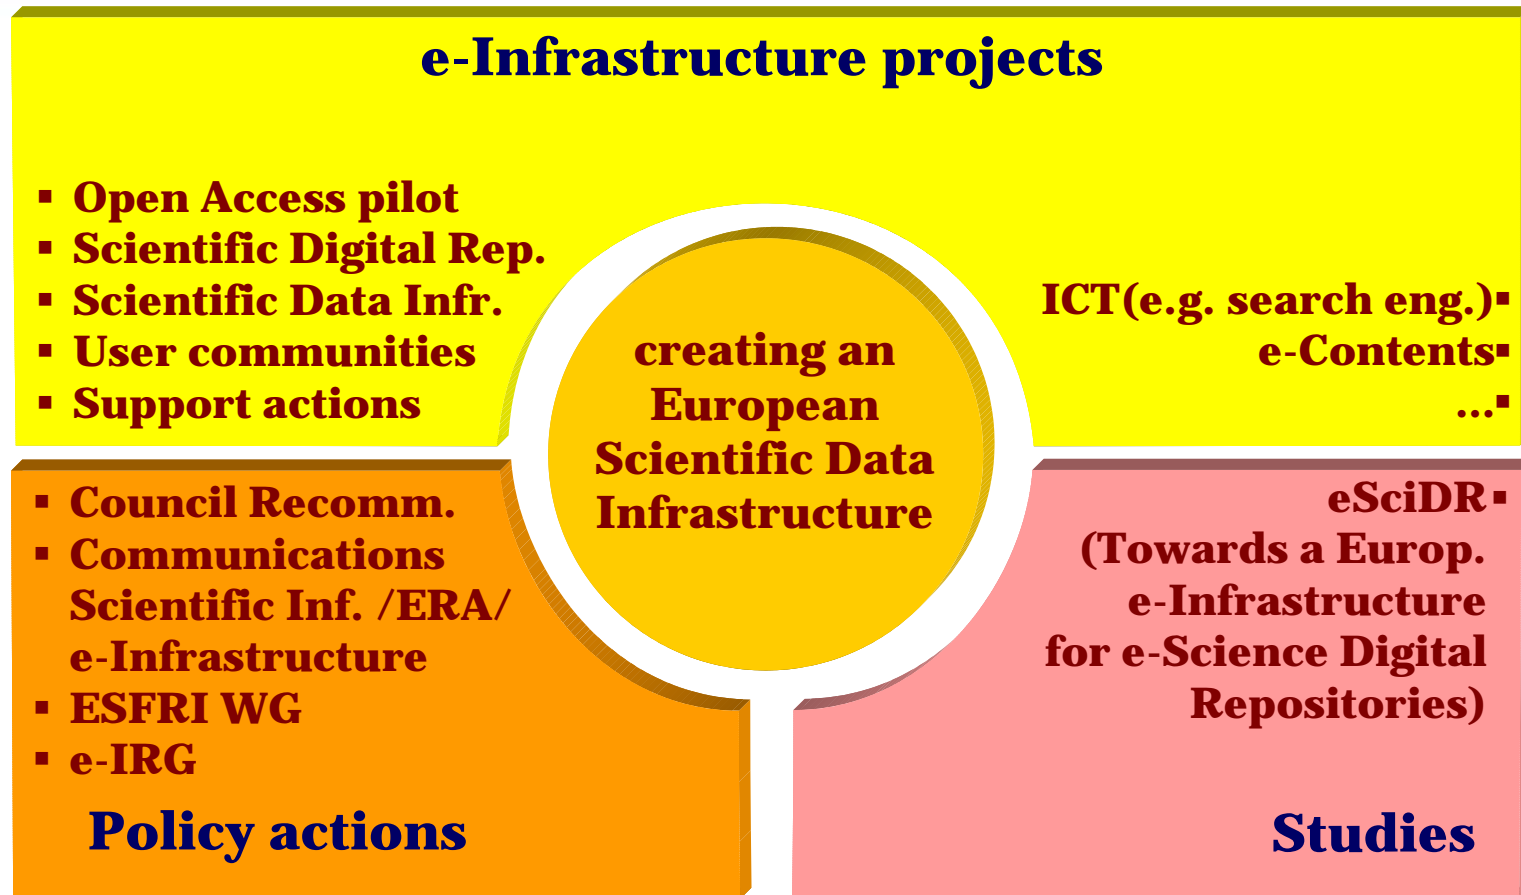 e-Infrastructure projects
▪ Open Access pilot
▪ Scientific Digital Rep.
▪ Scientific Data Infr.
▪ User communities
▪ Support actions
ICT(e.g. search eng.)▪
e-Contents▪
...▪
creating an
European
Scientific Data
Infrastructure
▪ Council Recomm.
▪ Communications
Scientific Inf. /ERA/
e-Infrastructure
▪ ESFRI WG
▪ e-IRG
Policy actions
eSciDR▪
(Towards a Europ.
e-Infrastructure
for e-Science Digital
Repositories)
Studies